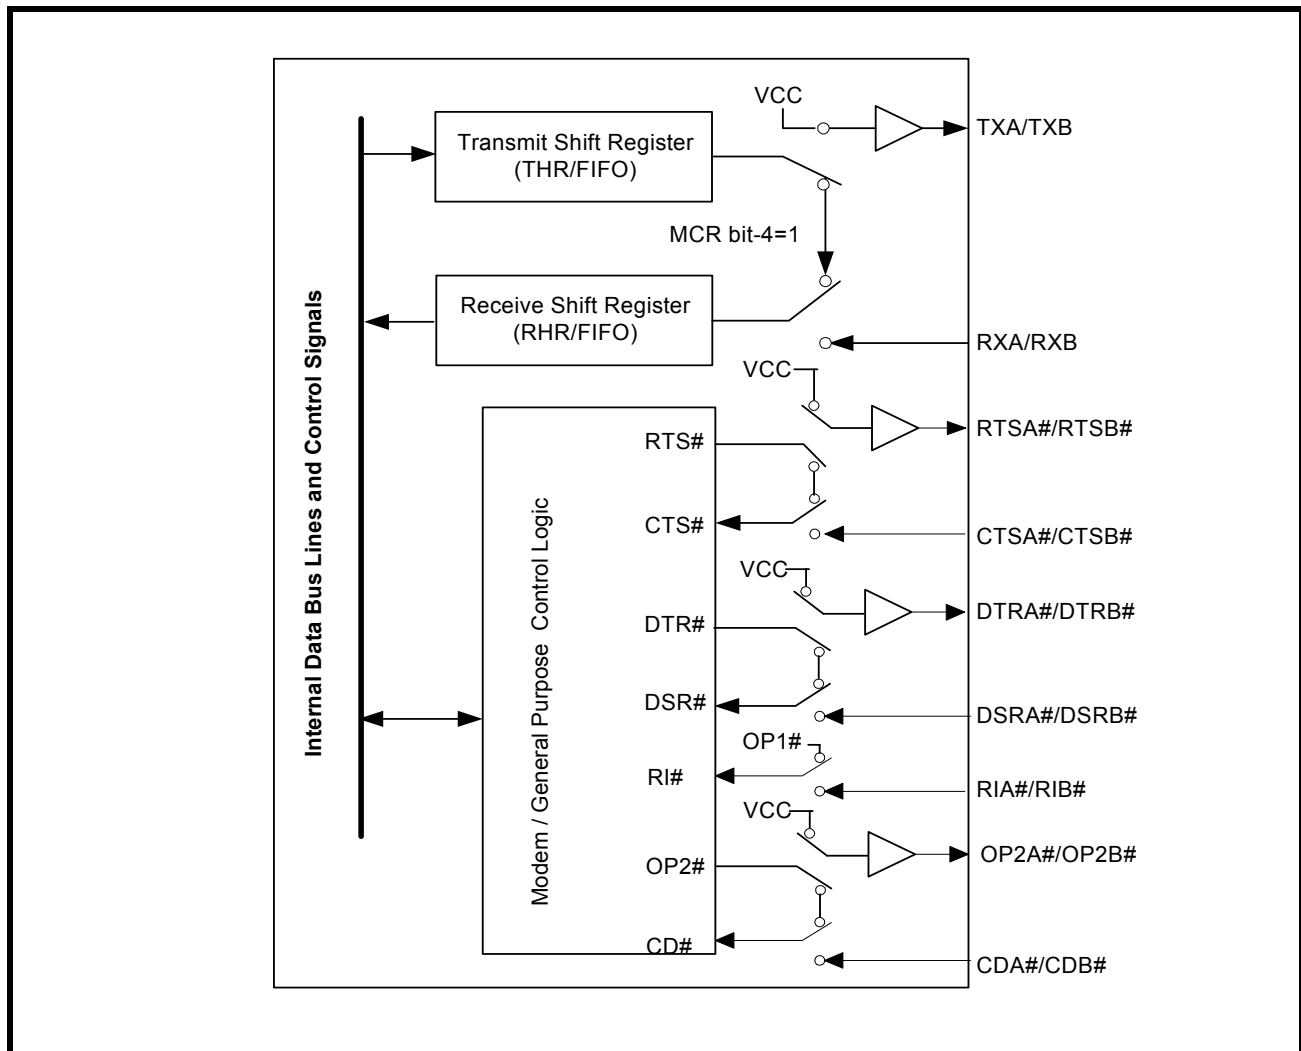 VCC
TXA/TXB
Transmit Shift Register
(THR/FIFO)
MCR bit-4=1
Receive Shift Register
(RHR/FIFO)
RXA/RXB
Internal Data Bus Lines and Control Signals
VCC
RTSA#/RTSB#
RTS#
CTS#
CTSA#/CTSB#
Modem / General Purpose Control Logic
VCC
DTRA#/DTRB#
DTR#
DSR#
DSRA#/DSRB#
OP1#
RI#
RIA#/RIB#
VCC
OP2A#/OP2B#
OP2#
CD#
CDA#/CDB#